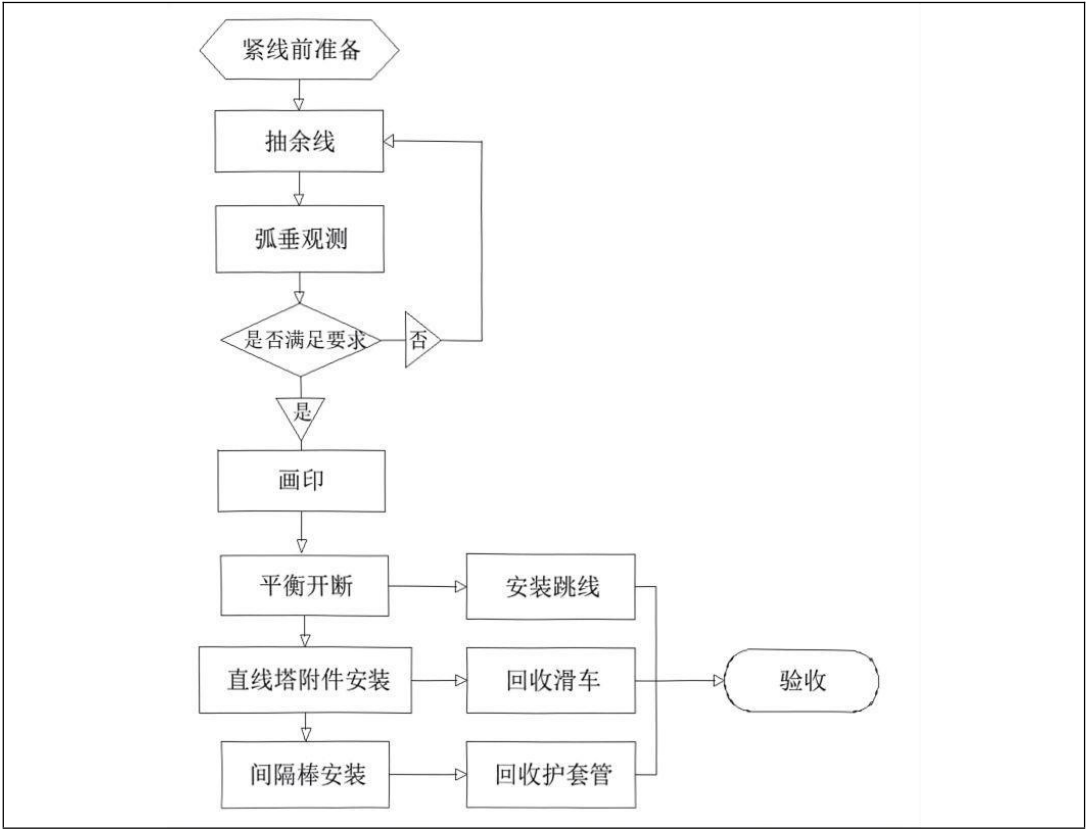 紧线前准备
抽余线
弧垂观测
是否满足要求
否
是
画印
平衡开断
安装跳线
直线塔附件安装
回收滑车
验收
间隔棒安装
回收护套管